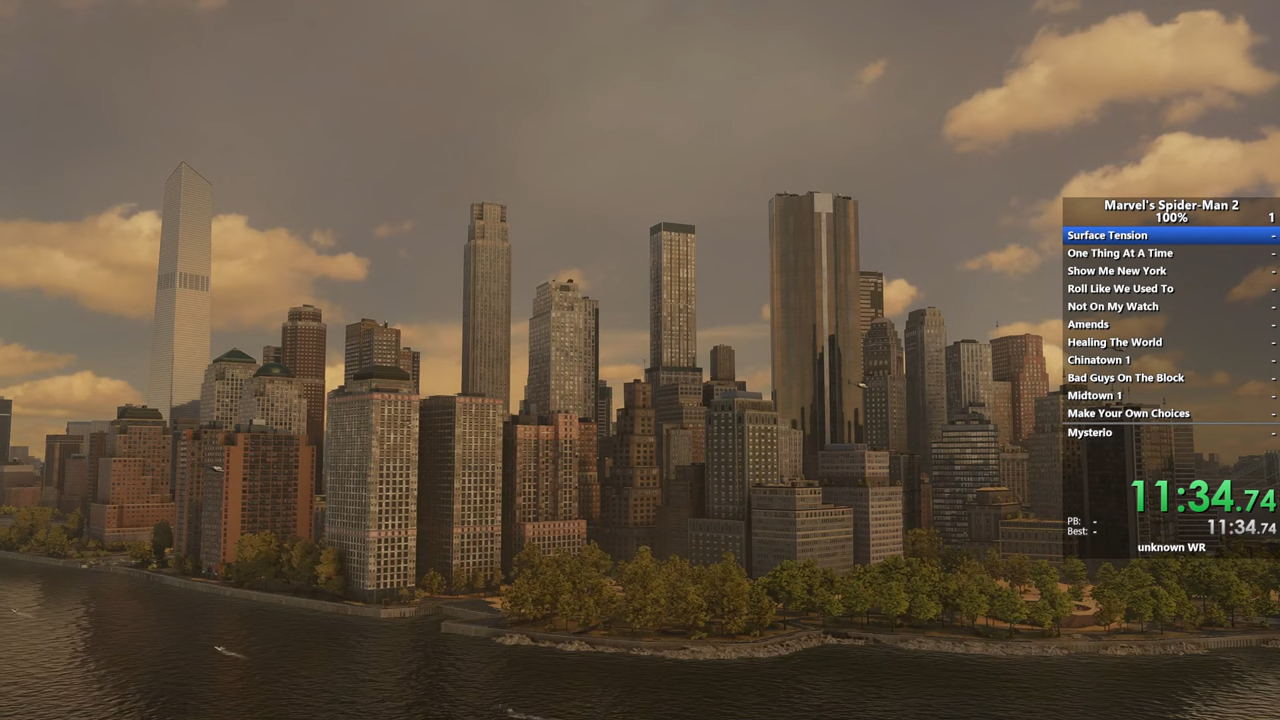 Marvel's Spider-Man 2
100% 1
Surface Tension -
One Thing At A Time -
Show Me New York -
Roll Like We Used To -
Not On My Watch -
Amends -
Healing The World -
Chinatown 1 -
Bad Guys On The Block -
Midtown 1 -
Make Your Own Choices -
Mysterio -
11:34.74
PB: -
Best: -
11:34.74
unknown WR